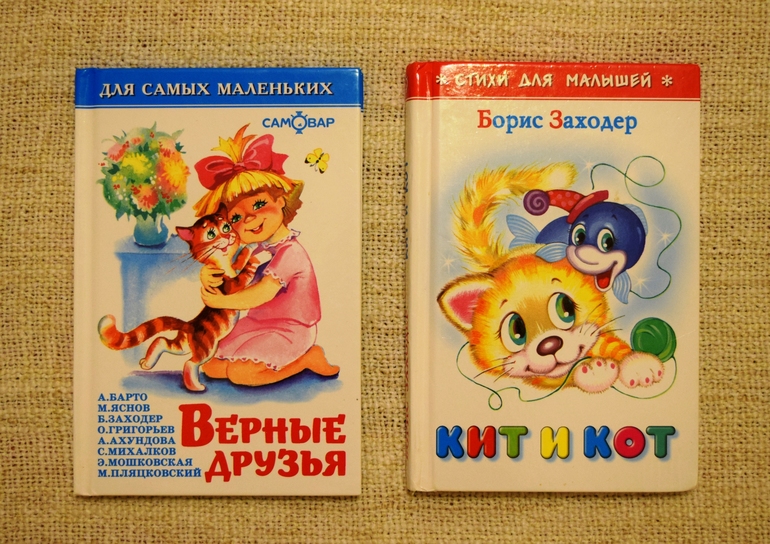 ДЛЯ САМЫХ МАЛЕНЬКИХ
САМОВАР
А.БАРТО
М.ЯСНОВ
Б.ЗАХОДЕР
О.ГРИГОРЬЕВ
А.АХУНДОВА
С.МИХАЛКОВ
Э.МОШКОВСКАЯ
М.ПЛЯЦКОВСКИЙ
ВЕРНЫЕ
ДРУЗЬЯ
* СТИХИ ДЛЯ МАЛЫШЕЙ *
Борис Заходер
КИТ И КОТ